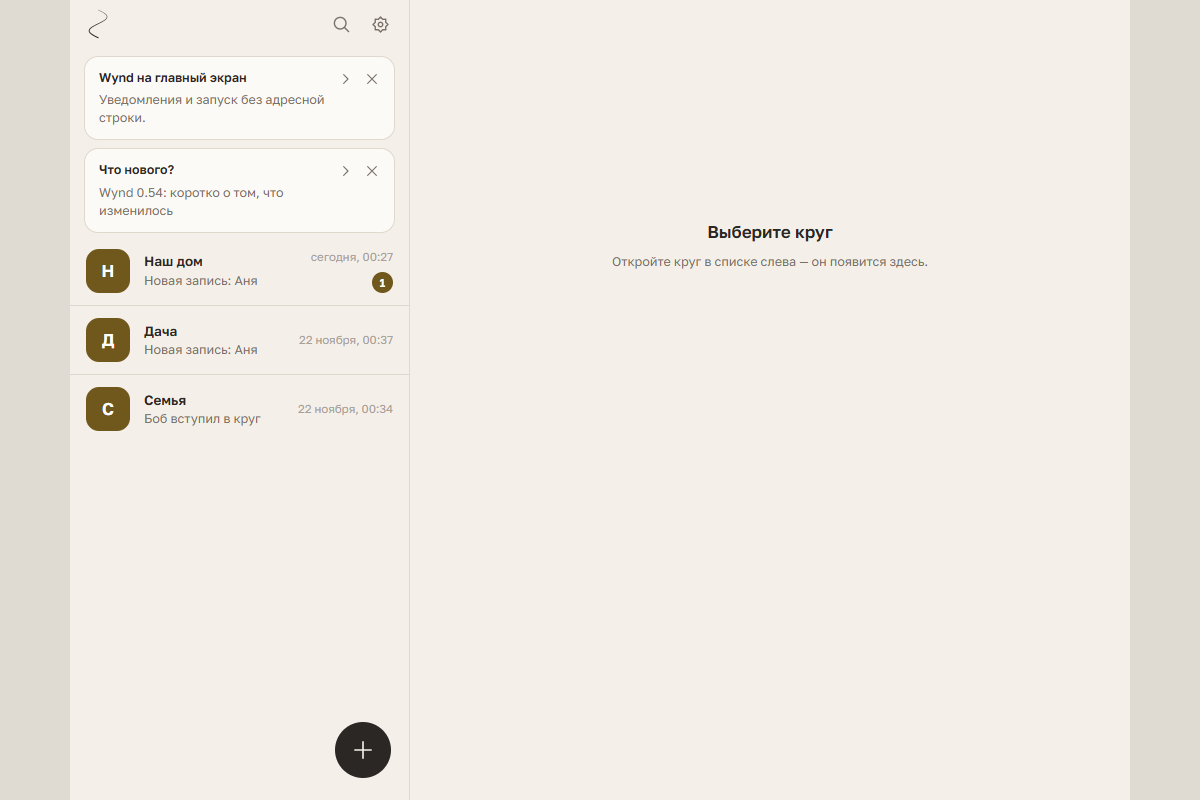 Wynd на главный экран
Уведомления и запуск без адресной
строки.
Что нового?
Wynd 0.54: коротко о том, что
изменилось
Н
Наш дом
сегодня, 00:27
Новая запись: Аня
1
Д
Дача
Новая запись: Аня
22 ноября, 00:37
С
Семья
Боб вступил в круг
22 ноября, 00:34
Выберите круг
Откройте круг в списке слева — он появится здесь.